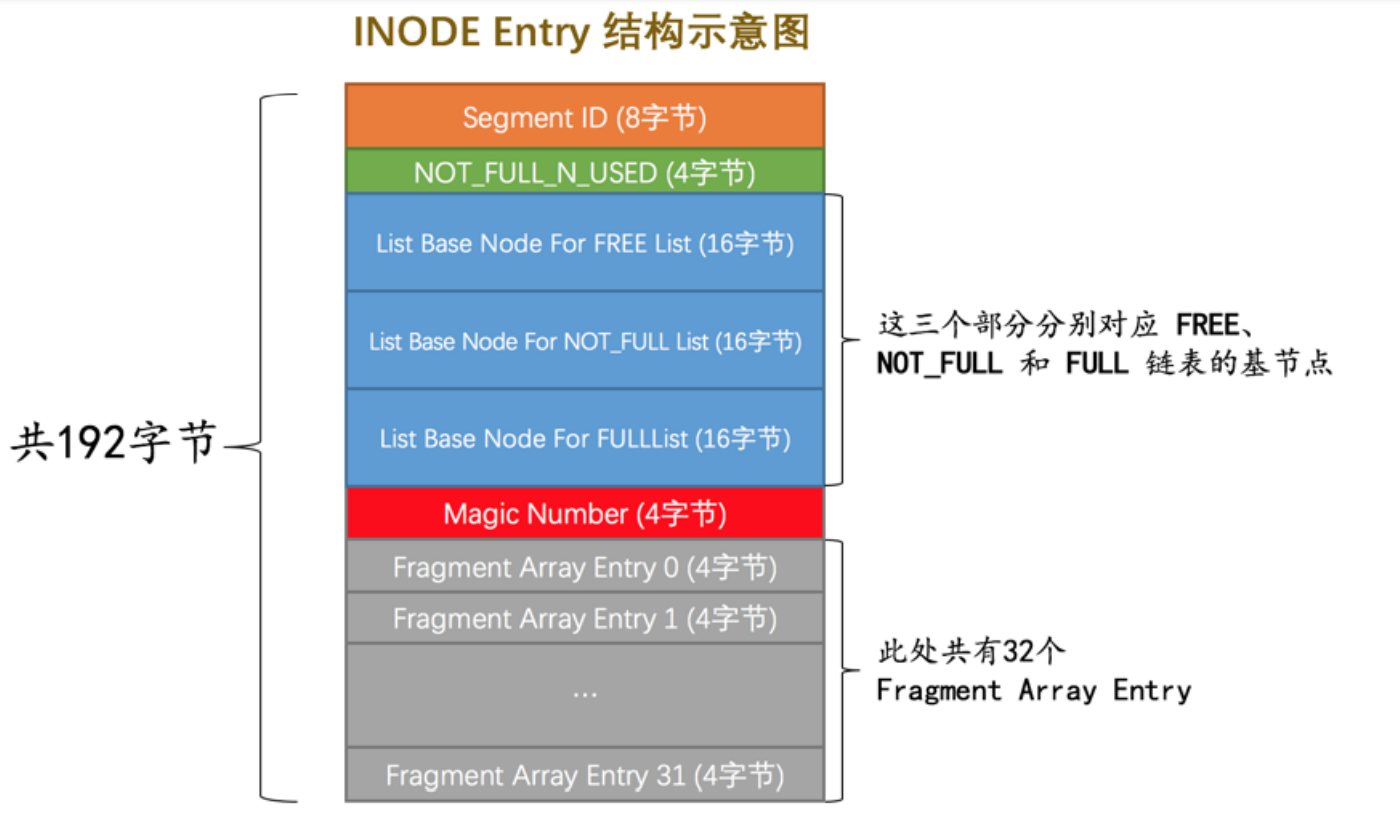 INODE Entry 结构示意图
Segment ID (8字节)
NOT_FULL_N_USED (4字节)
List Base Node For FREE List (16字节)
List Base Node For NOT_FULL List (16字节)
List Base Node For FULLList (16字节)
这三个部分分别对应 FREE、
NOT_FULL 和 FULL 链表的基节点
共192字节
Magic Number (4字节)
Fragment Array Entry 0 (4字节)
Fragment Array Entry 1 (4字节)
...
Fragment Array Entry 31 (4字节)
此处共有32个
Fragment Array Entry